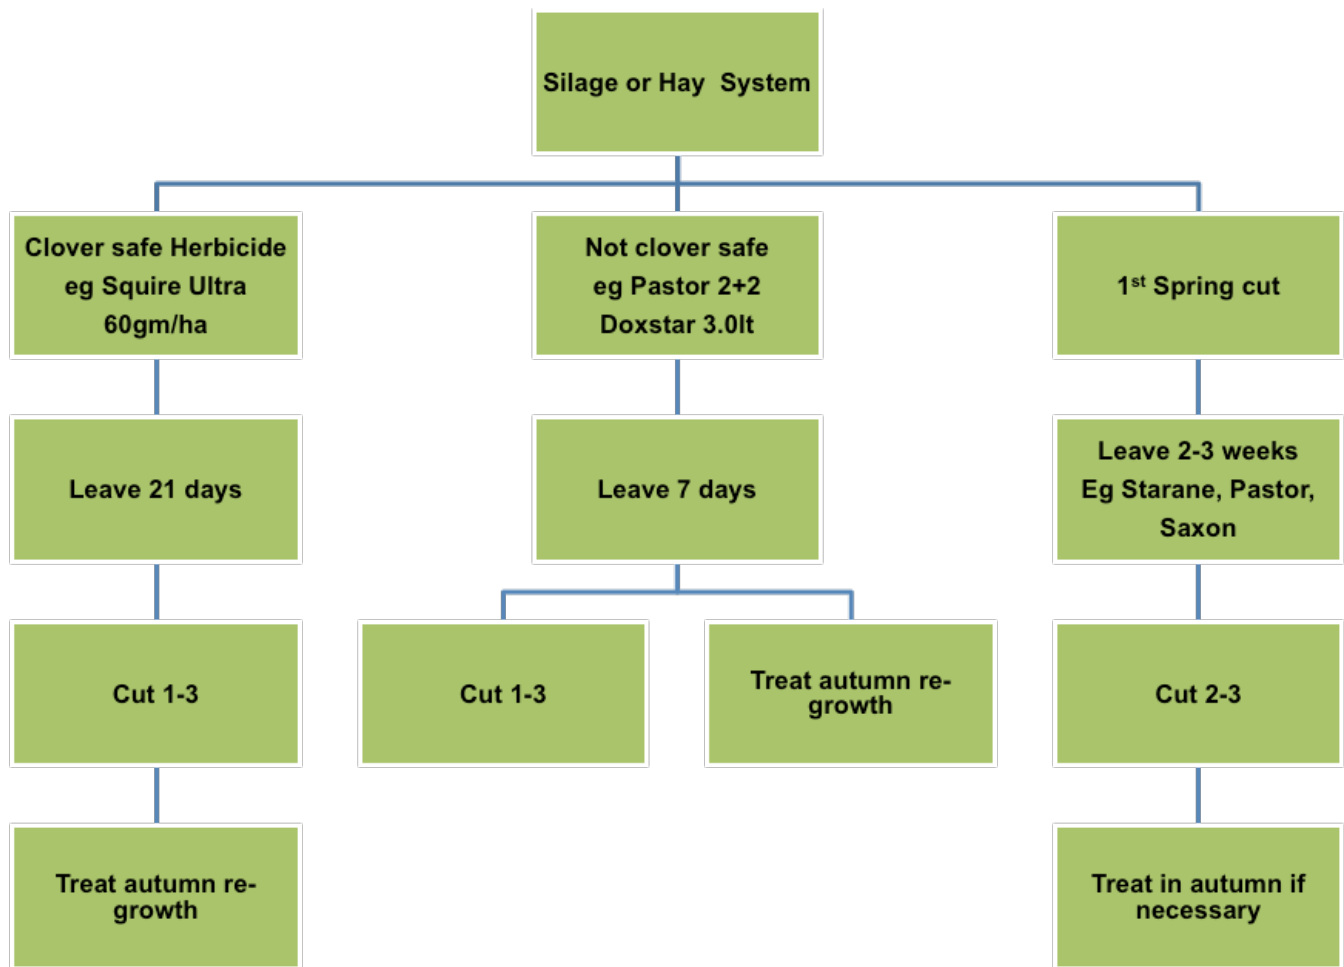 Silage or Hay  System
Clover safe Herbicide
eg Squire Ultra
60gm/ha
Not clover safe
eg Pastor 2+2
Doxstar 3.0lt
1st Spring cut
Leave 21 days
Leave 7 days
Leave 2-3 weeks
Eg Starane, Pastor,
Saxon
Cut 1-3
Cut 1-3
Treat autumn re-
growth
Cut 2-3
Treat autumn re-
growth
Treat in autumn if
necessary